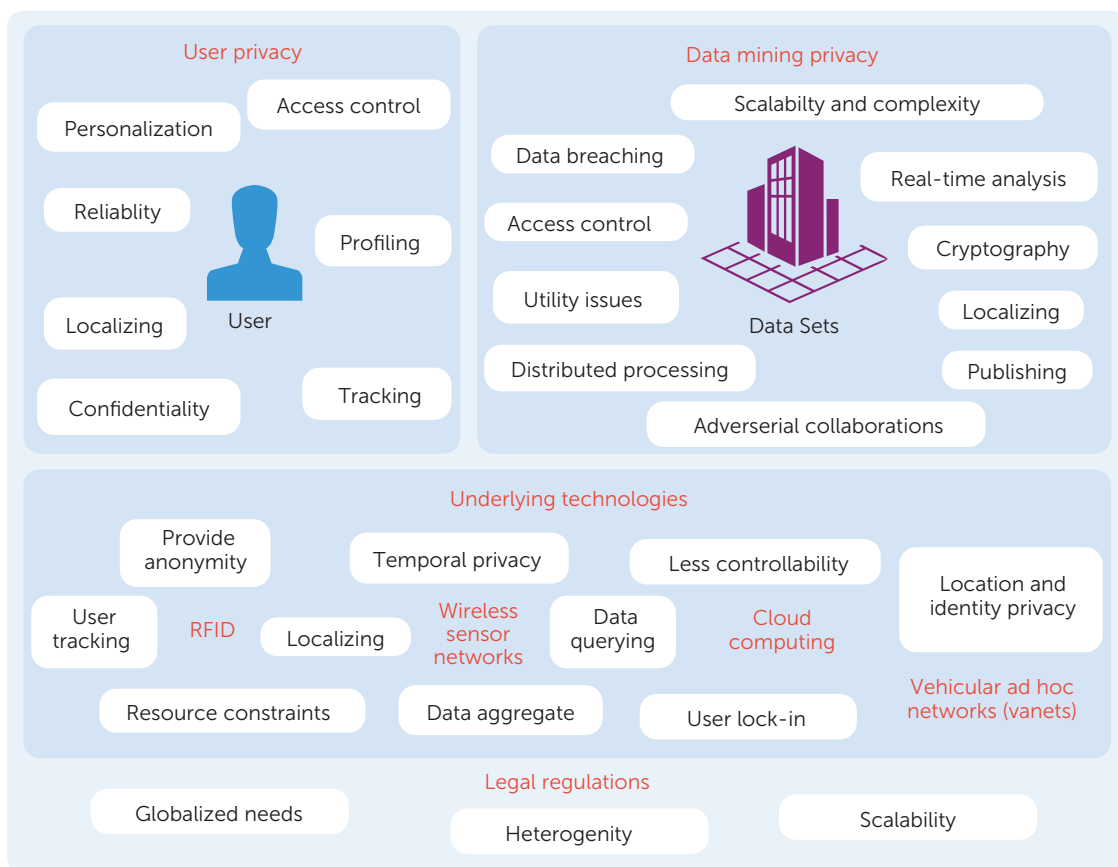 User privacy
Access control
Personalization
Reliablity
Profiling
Localizing
User
Tracking
Confidentiality
Data mining privacy
Scalabilty and complexity
Data breaching
Real-time analysis
Access control
Cryptography
Utility issues
Localizing
Data Sets
Distributed processing
Publishing
Adverserial collaborations
Underlying technologies
Provide
anonymity
Temporal privacy
Less controllability
Location and
identity privacy
User
tracking
RFID
Localizing
Wireless
sensor
networks
Data
querying
Cloud
computing
Vehicular ad hoc
networks (vanets)
Resource constraints
Data aggregate
User lock-in
Legal regulations
Globalized needs
Heterogenity
Scalability